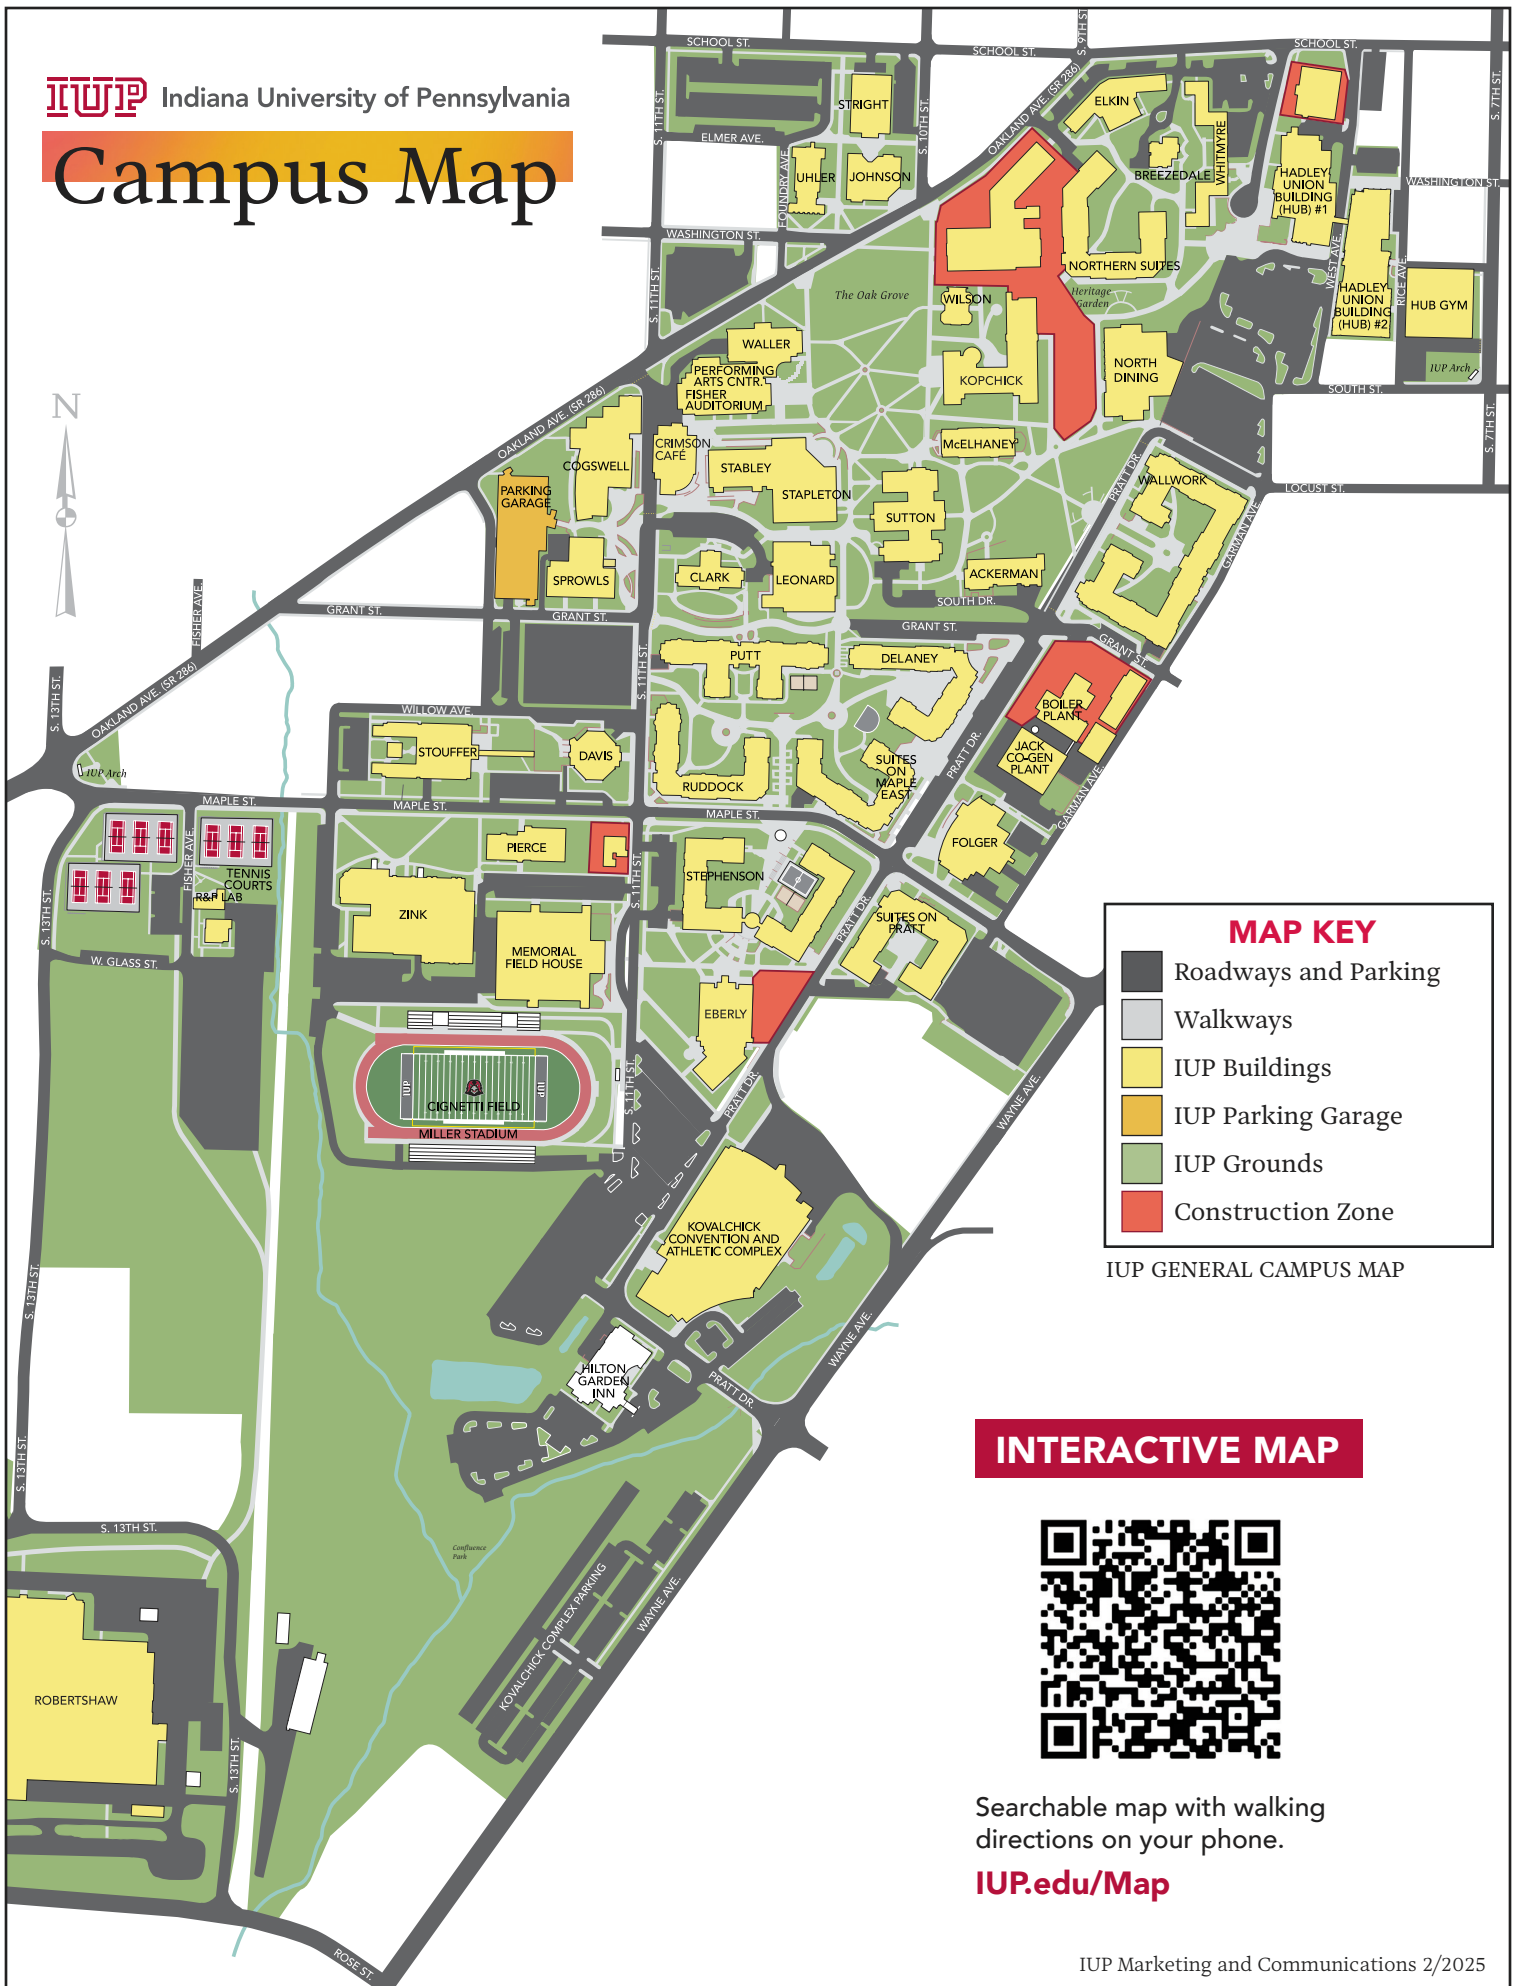 IUP Indiana University of Pennsylvania
Campus Map
SCHOOL ST.
SCHOOL ST.
SCHOOL ST.
S. 9TH ST.
S. 7TH ST.
S. 11TH ST.
S. 10TH ST.
OAKLAND AVE. (SR 286)
ELMER AVE.
FOUNDRY AVE.
WASHINGTON ST.
WASHINGTON ST.
STRIGHT
UHLER
JOHNSON
ELKIN
BREEZEDALE
WHITMYRE
HADLEY
UNION
BUILDING
(HUB) #1
HADLEY
UNION
BUILDING
(HUB) #2
WEST AVE.
RICE AVE.
HUB GYM
IUP Arch
SOUTH ST.
S. 7TH ST.
LOCUST ST.
NORTHERN SUITES
Heritage
Garden
The Oak Grove
WILSON
KOPCHICK
NORTH
DINING
S. 11TH ST.
WALLER
PERFORMING
ARTS CNTR.
FISHER
AUDITORIUM
OAKLAND AVE. (SR 286)
N
CRIMSON
CAFÉ
COGSWELL
PARKING
GARAGE
STABLEY
STAPLETON
McELHANEY
SUTTON
PRATT DR.
WALLWORK
GARMAN AVE.
SPROWLS
CLARK
LEONARD
ACKERMAN
SOUTH DR.
GRANT ST.
GRANT ST.
GRANT ST.
GRANT ST.
FISHER AVE.
S. 13TH ST.
OAKLAND AVE. (SR 286)
S. 11TH ST.
PUTT
DELANEY
BOILER
PLANT
JACK
CO-GEN
PLANT
PRATT DR.
GARMAN AVE.
WILLOW AVE.
STOUFFER
DAVIS
RUDDOCK
SUITES
ON
MAPLE
EAST
IUP Arch
MAPLE ST.
MAPLE ST.
MAPLE ST.
FISHER AVE.
TENNIS
COURTS
R&P LAB
PIERCE
S. 11TH ST.
STEPHENSON
FOLGER
ZINK
MEMORIAL
FIELD HOUSE
PRATT DR.
SUITES ON
PRATT
S. 13TH ST.
W. GLASS ST.
EBERLY
PRATT DR.
S. 11TH ST.
IUP
IUP
CIGNETTI FIELD
MILLER STADIUM
WAYNE AVE.
MAP KEY
Roadways and Parking
Walkways
IUP Buildings
IUP Parking Garage
IUP Grounds
Construction Zone
IUP GENERAL CAMPUS MAP
KOVALCHICK
CONVENTION AND
ATHLETIC COMPLEX
S. 13TH ST.
WAYNE AVE.
HILTON
GARDEN
INN
PRATT DR.
S. 13TH ST.
S. 13TH ST.
Confluence
Park
KOVALCHICK COMPLEX PARKING
WAYNE AVE.
ROBERTSHAW
S. 13TH ST.
ROSE ST.
INTERACTIVE MAP
Searchable map with walking
directions on your phone.
IUP.edu/Map
IUP Marketing and Communications 2/2025